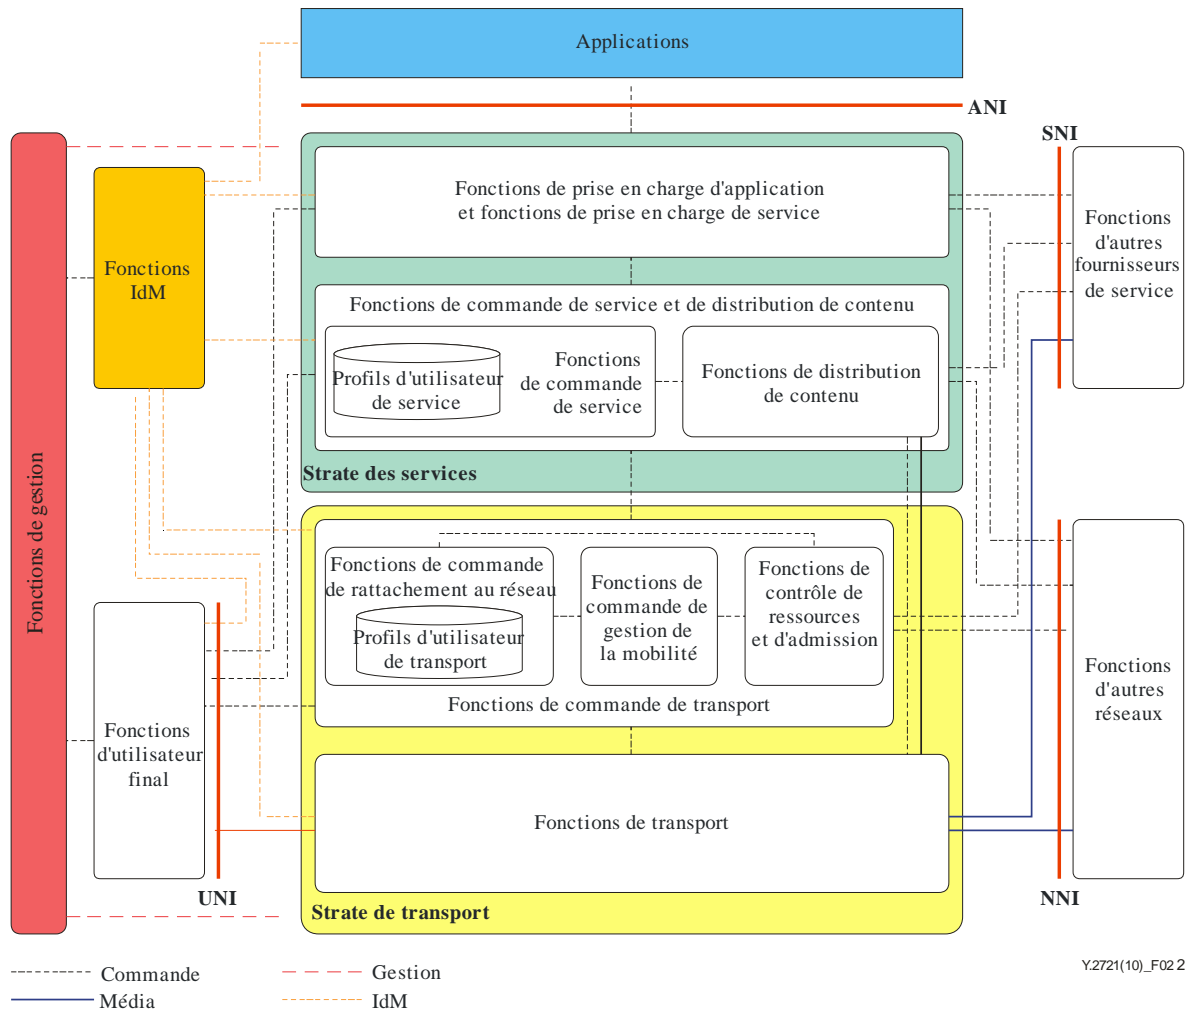 Applications
ANI
SNI
Fonctions de prise en charge d'application
et fonctions de prise en charge de service
Fonctions
d'autres
fournisseurs
de service
Fonctions
IdM
Fonctions de commande de service et de distribution de contenu
Profils d'utilisateur
de service
Fonctions
de commande
de service
Fonctions de distribution
de contenu
Strate des services
Fonctions de gestion
Fonctions de commande
de rattachement au réseau
Profils d'utilisateur
de transport
Fonctions de
commande de
gestion de
la mobilité
Fonctions de
contrôle de
ressources
et d'admission
Fonctions de commande de transport
Fonctions
d'autres
réseaux
Fonctions
d'utilisateur
final
Fonctions de transport
UNI
NNI
Strate de transport
Commande
Gestion
Média
IdM
Y.2721(10)_F02 2